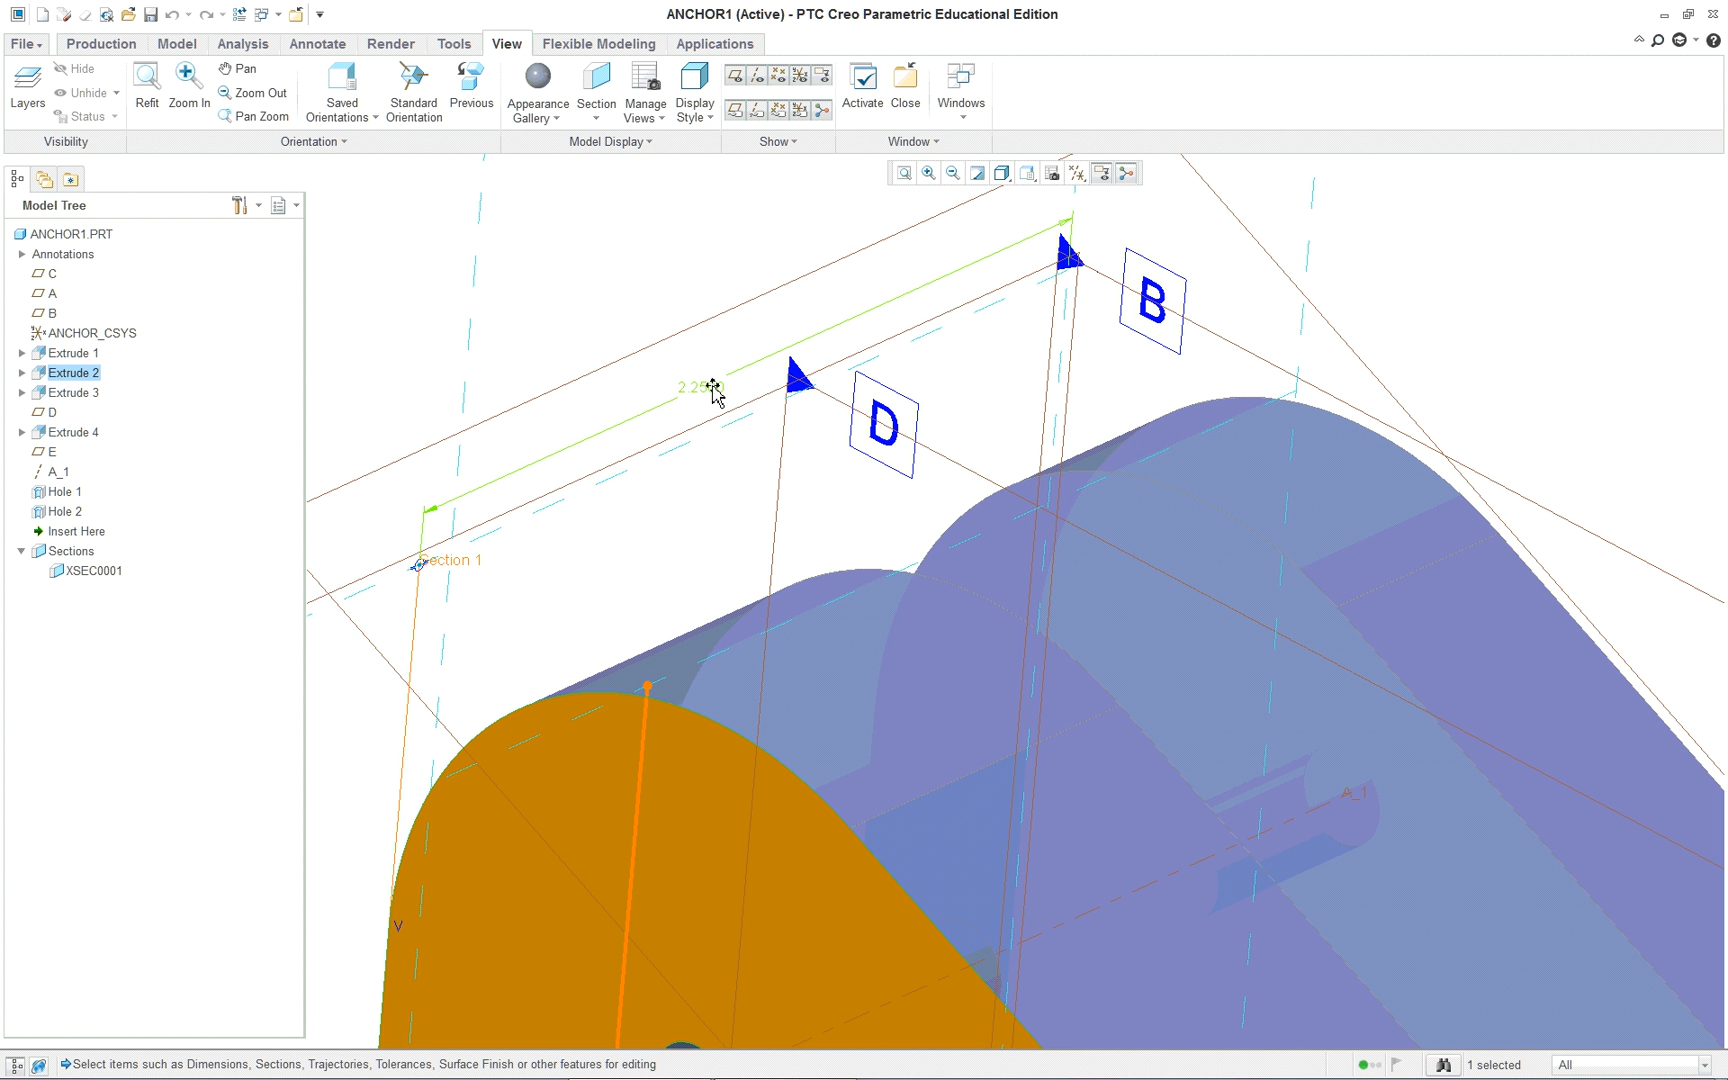 ANCHOR1 (Active) - PTC Creo Parametric Educational Edition
File Production Model Analysis Annotate Render Tools View Flexible Modeling Applications
Layers
Hide
Unhide
Status
Refit
Zoom In
Pan
Zoom Out
Pan Zoom
Saved Orientations
Standard Orientation
Previous
Appearance Gallery
Section
Manage Views
Display Style
Activate
Close
Windows
Visibility
Orientation
Model Display
Show
Window
Model Tree
ANCHOR1.PRT
Annotations
C
A
B
ANCHOR_CSYS
Extrude 1
Extrude 2
Extrude 3
D
Extrude 4
E
A_1
Hole 1
Hole 2
Insert Here
Sections
XSEC0001
B
D
Section 1
A_1
V
Select items such as Dimensions, Sections, Trajectories, Tolerances, Surface Finish or other features for editing
1 selected
All